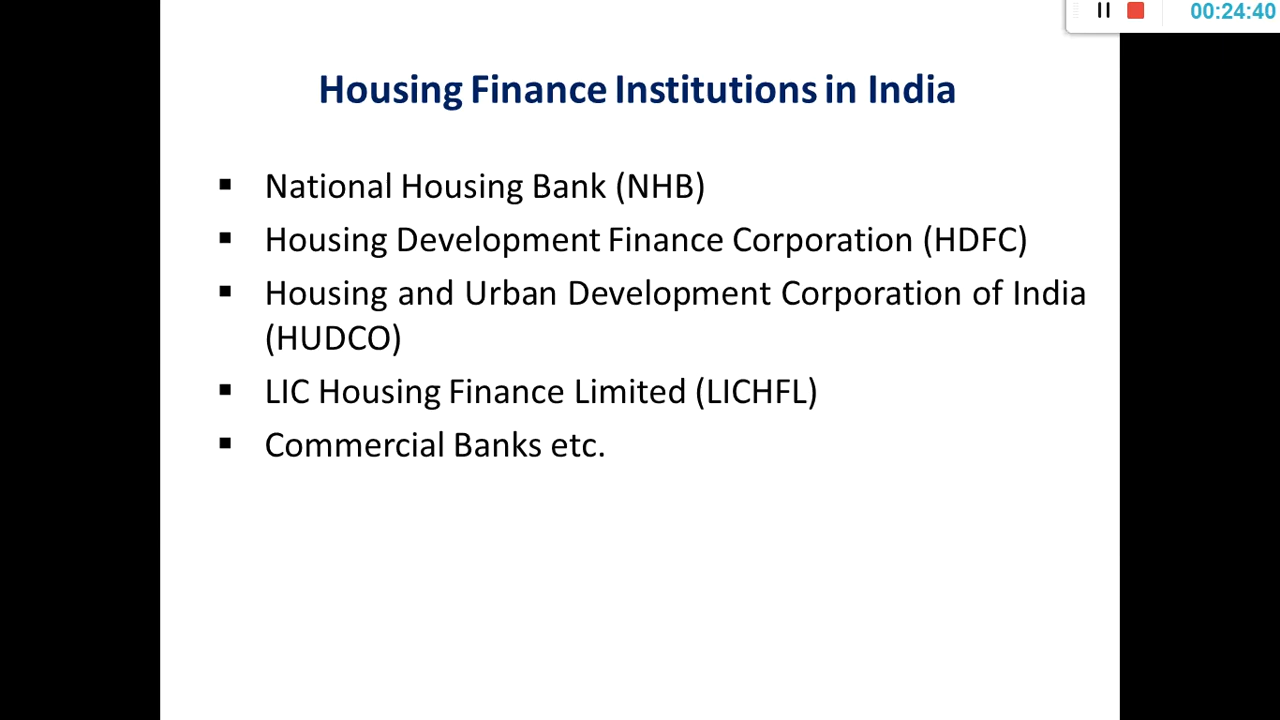 00:24:40
Housing Finance Institutions in India
▪ National Housing Bank (NHB)
▪ Housing Development Finance Corporation (HDFC)
▪ Housing and Urban Development Corporation of India
(HUDCO)
▪ LIC Housing Finance Limited (LICHFL)
▪ Commercial Banks etc.